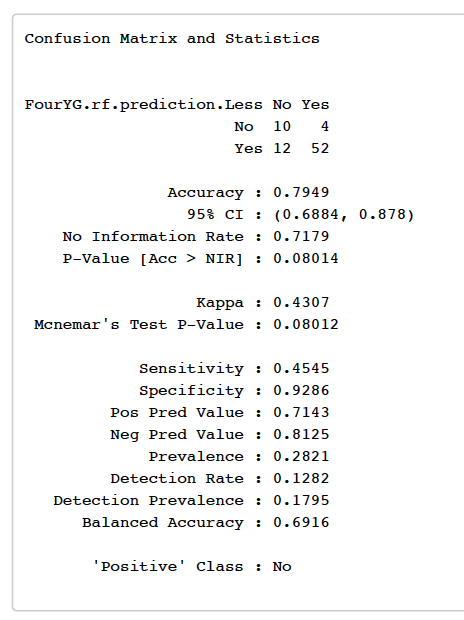 Confusion Matrix and Statistics
FourYG.rf.prediction.Less No Yes
No 10 4
Yes 12 52
Accuracy : 0.7949
95% CI : (0.6884, 0.878)
No Information Rate : 0.7179
P-Value [Acc > NIR] : 0.08014
Kappa : 0.4307
Mcnemar's Test P-Value : 0.08012
Sensitivity : 0.4545
Specificity : 0.9286
Pos Pred Value : 0.7143
Neg Pred Value : 0.8125
Prevalence : 0.2821
Detection Rate : 0.1282
Detection Prevalence : 0.1795
Balanced Accuracy : 0.6916
'Positive' Class : No